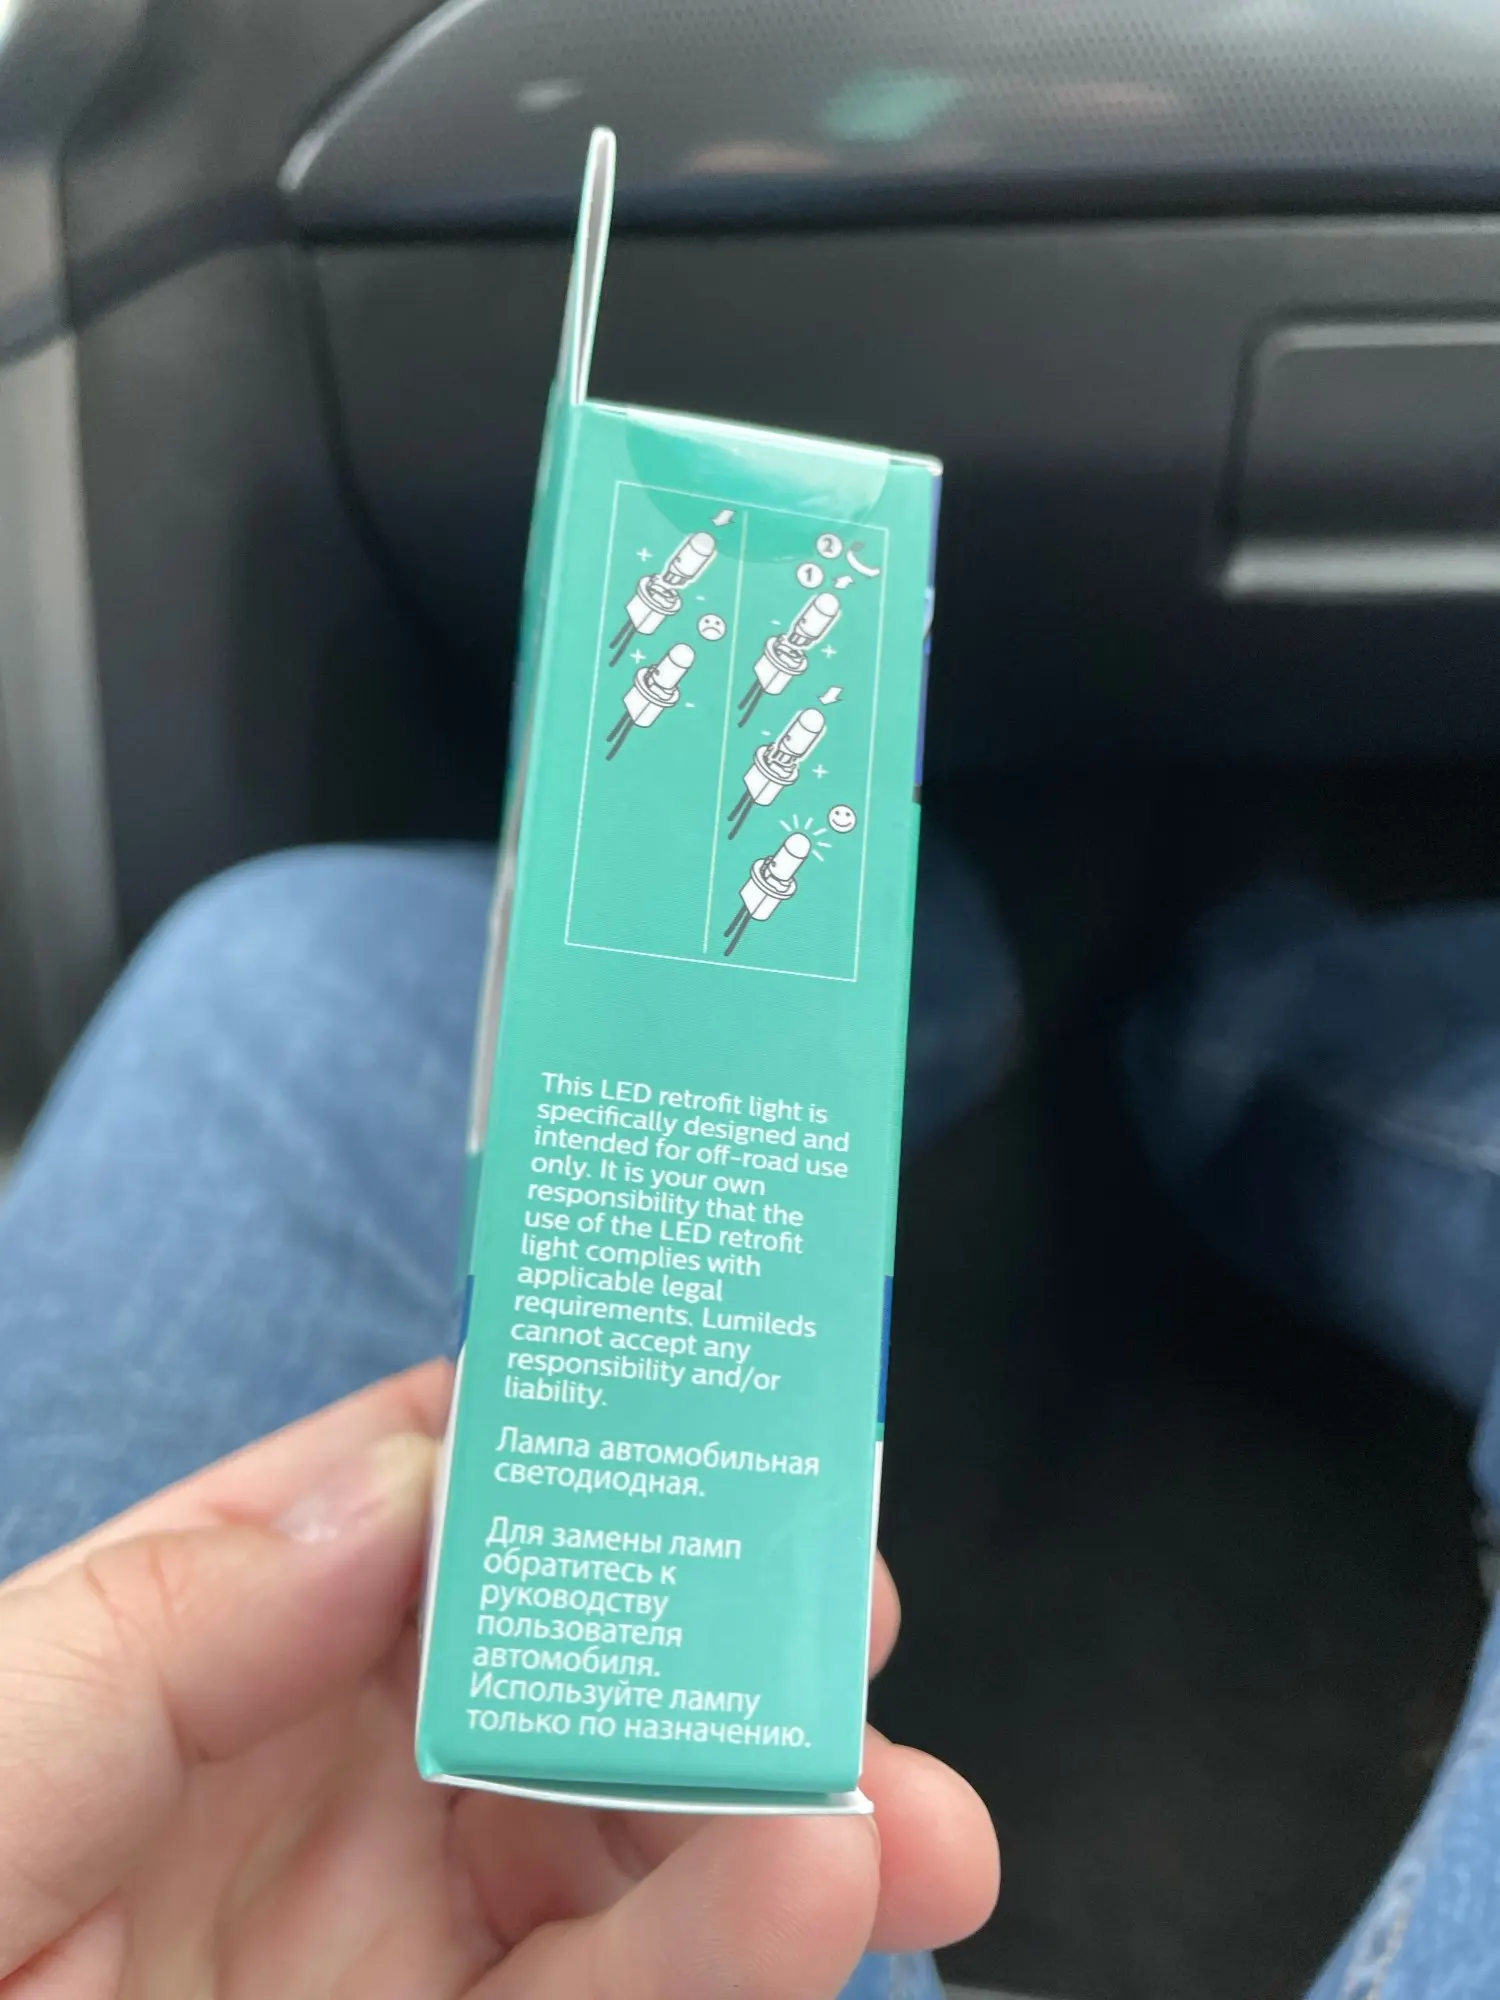 +
-
+
-
2
1
-
+
-
+
This LED retrofit light is
specifically designed and
intended for off-road use
only. It is your own
responsibility that the
use of the LED retrofit
light complies with
applicable legal
requirements. Lumileds
cannot accept any
responsibility and/or
liability.
Лампа автомобильная
светодиодная.
Для замены ламп
обратитесь к
руководству
пользователя
автомобиля.
Используйте лампу
только по назначению.